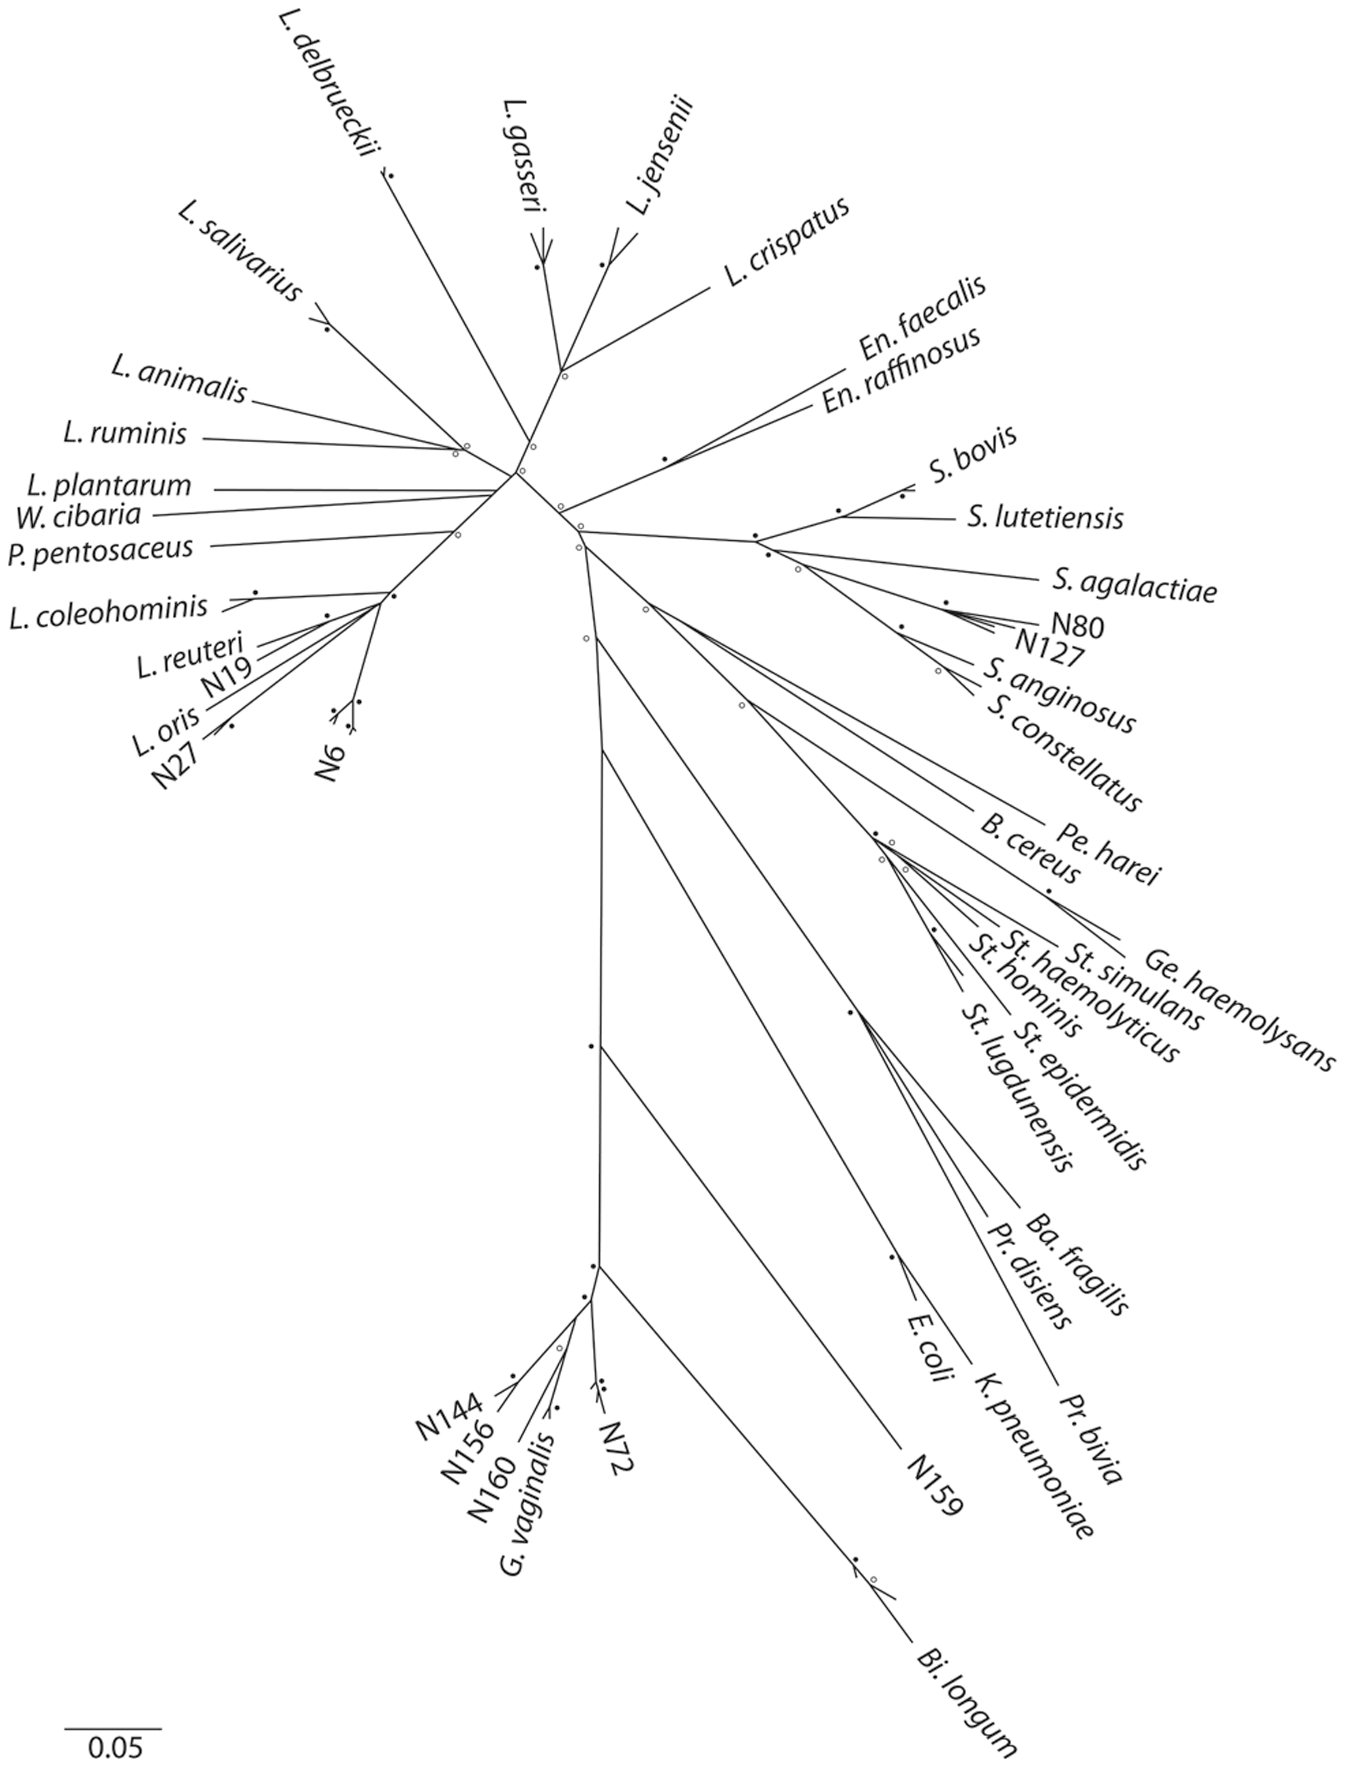 L. delbrueckii
L. gasseri
L. jensenii
L. salivarius
L. crispatus
En. faecalis
En. raffinosus
L. animalis
L. ruminis
S. bovis
L. plantarum
W. cibaria
S. lutetiensis
P. pentosaceus
S. agalactiae
L. coleohominis
N80
N127
L. reuteri
N19
S. anginosus
L. oris
N27
N6
S. constellatus
Pe. harei
B. cereus
Ge. haemolysans
St. simulans
St. haemolyticus
St. hominis
St. epidermidis
St. lugdunensis
Ba. fragilis
Pr. disiens
E. coli
Pr. bivia
K. pneumoniae
N144
N156
N160
G. vaginalis
N72
N159
Bi. longum
0.05